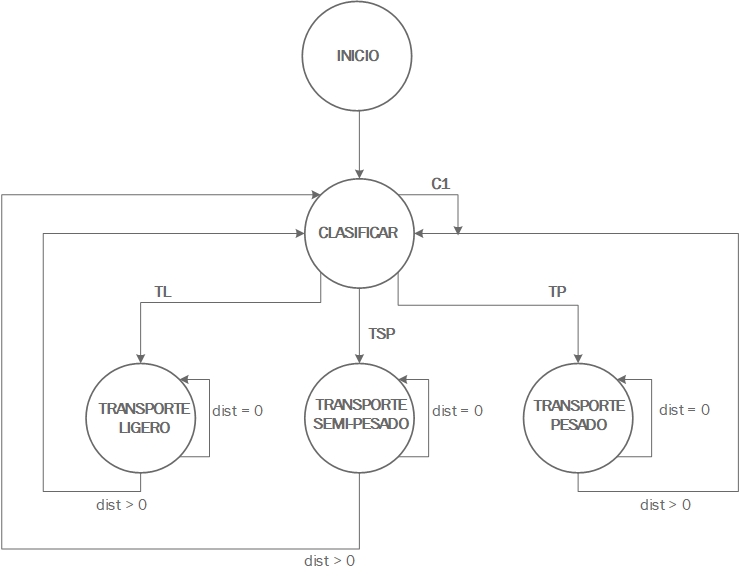 INICIO
C1
CLASIFICAR
TL
TP
TSP
TRANSPORTE
LIGERO
dist = 0
TRANSPORTE
SEMI-PESADO
dist = 0
TRANSPORTE
PESADO
dist = 0
dist > 0
dist > 0
dist > 0